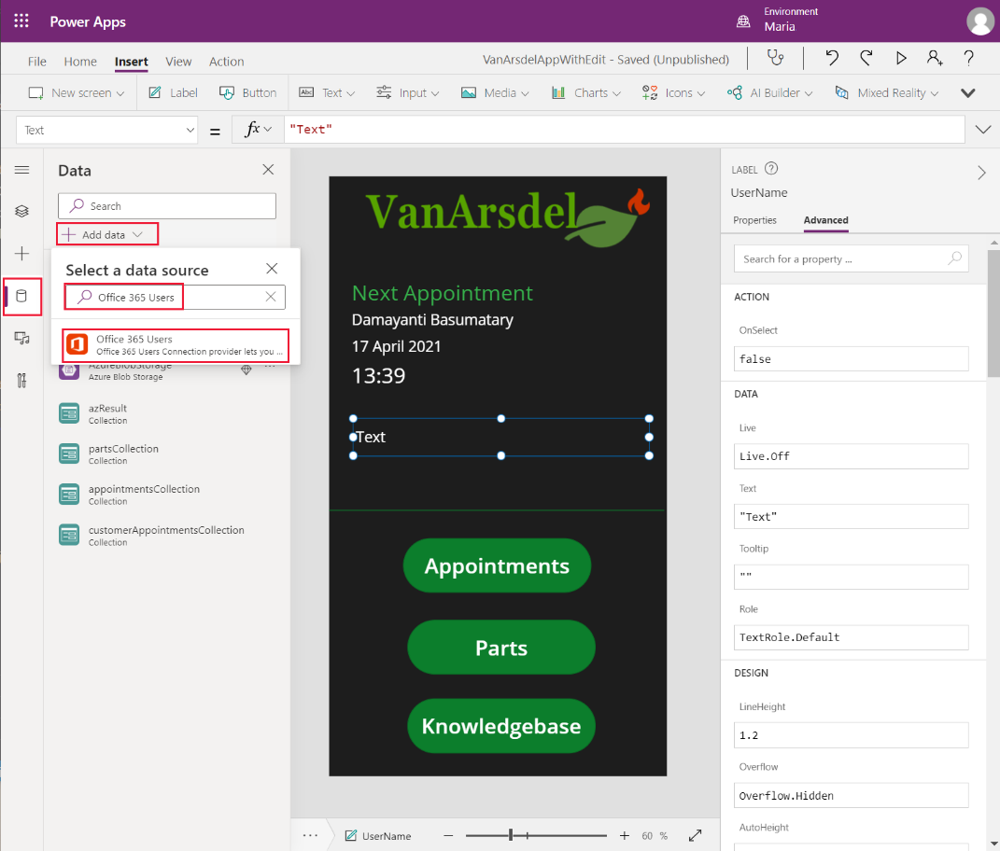 Power Apps
Environment
Maria
File Home Insert View Action
VanArsdelAppWithEdit - Saved (Unpublished)
New screen Label Button Abc Text Input Media Charts Icons AI Builder Mixed Reality
Text = fx "Text"
Data
Search
Add data
Select a data source
Office 365 Users
Office 365 Users
Office 365 Users Connection provider lets you ...
AzureBlobStorage
Azure Blob Storage
azResult
Collection
partsCollection
Collection
appointmentsCollection
Collection
customerAppointmentsCollection
Collection
VanArsdel
Next Appointment
Damayanti Basumatary
17 April 2021
13:39
Text
Appointments
Parts
Knowledgebase
UserName
60 %
LABEL
UserName
Properties Advanced
Search for a property ...
ACTION
OnSelect
false
DATA
Live
Live.Off
Text
"Text"
Tooltip
""
Role
TextRole.Default
DESIGN
LineHeight
1.2
Overflow
Overflow.Hidden
AutoHeight